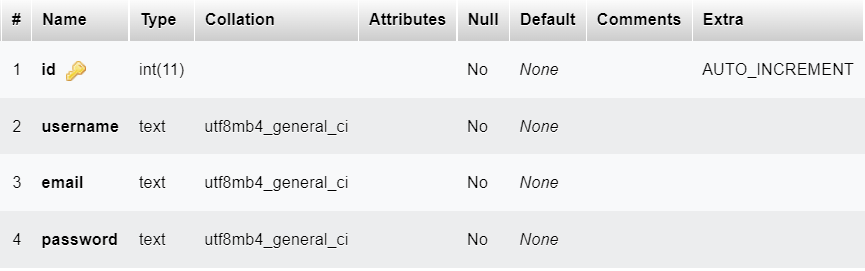 # Name Type Collation Attributes Null Default Comments Extra
1 id int(11) No None AUTO_INCREMENT
2 username text utf8mb4_general_ci No None
3 email text utf8mb4_general_ci No None
4 password text utf8mb4_general_ci No None